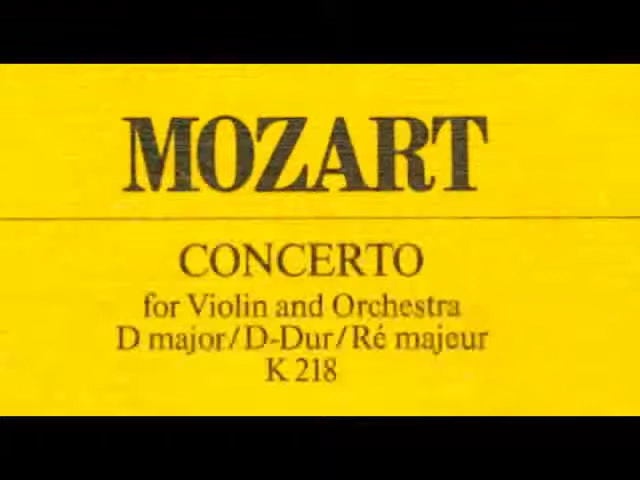 MOZART
CONCERTO
for Violin and Orchestra
D major/D-Dur/Ré majeur
K 218